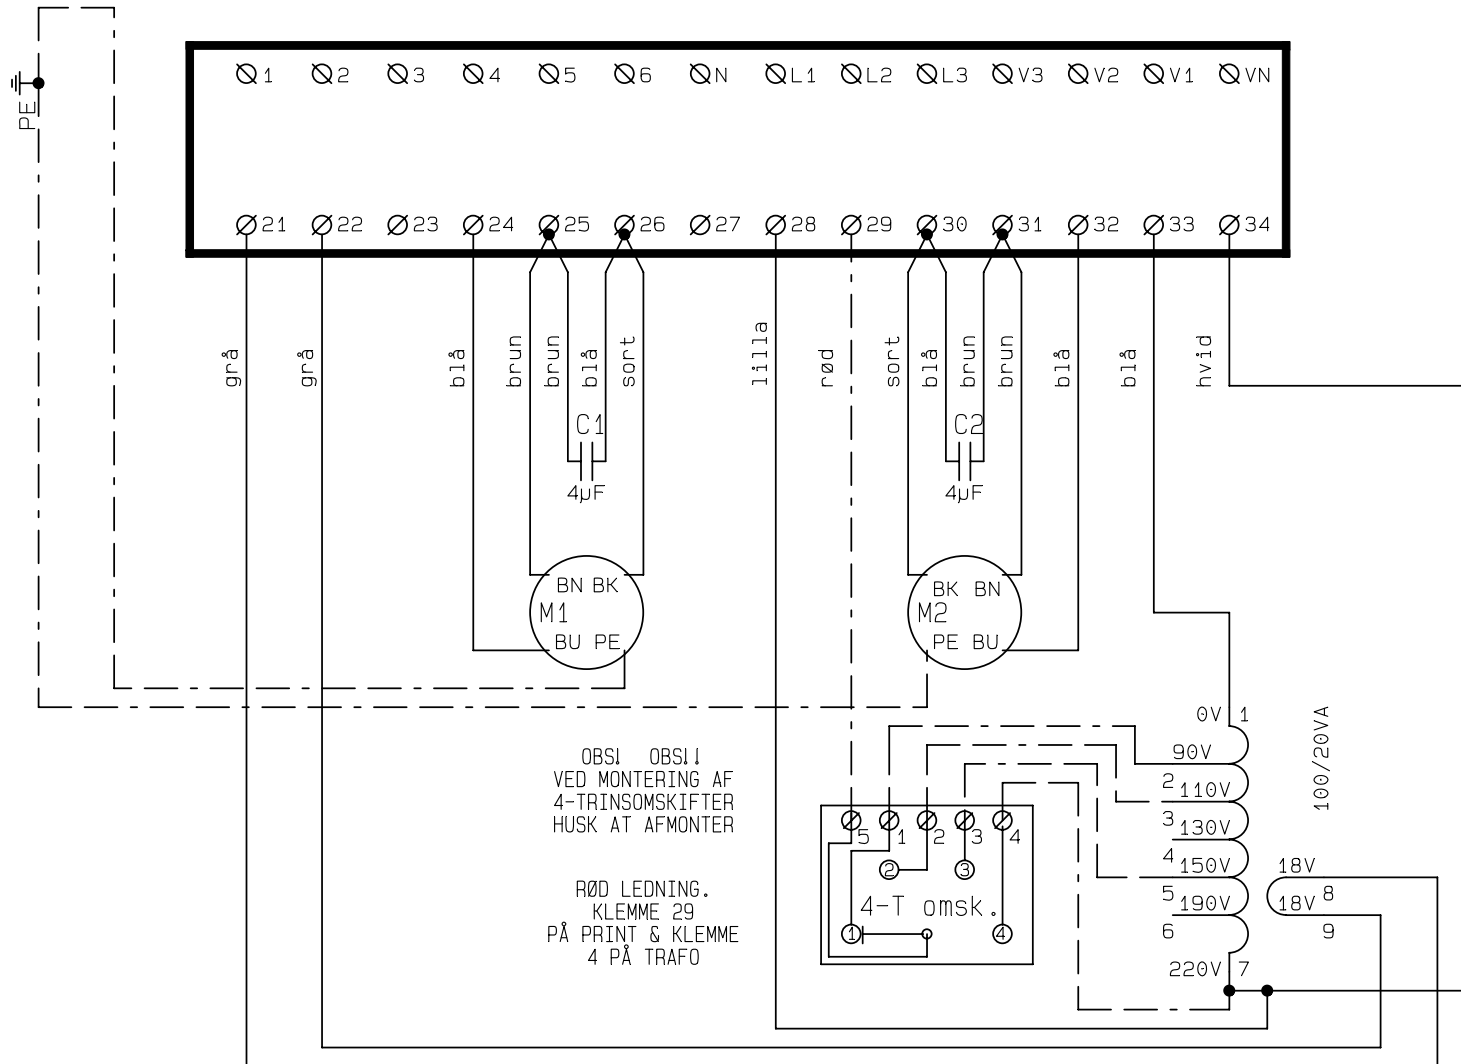 1 2 3 4 5 6 N L1 L2 L3 V3 V2 V1 VN
PE
21 22 23 24 25 26 27 28 29 30 31 32 33 34
grå grå blå brun brun blå sort lilla rød sort blå brun brun blå blå hvid
C1 C2
4µF 4µF
BN BK
M1
BU PE
BK BN
M2
PE BU
0V 1
90V
2 110V
3 130V
4 150V
5 190V
6
220V 7
100/20VA
18V
18V 8
9
OBS! OBS!!
VED MONTERING AF
4-TRINSOMSKIFTER
HUSK AT AFMONTER
RØD LEDNING.
KLEMME 29
PÅ PRINT & KLEMME
4 PÅ TRAFO
5 1 2 3 4
2 3
4-T omsk.
1 4